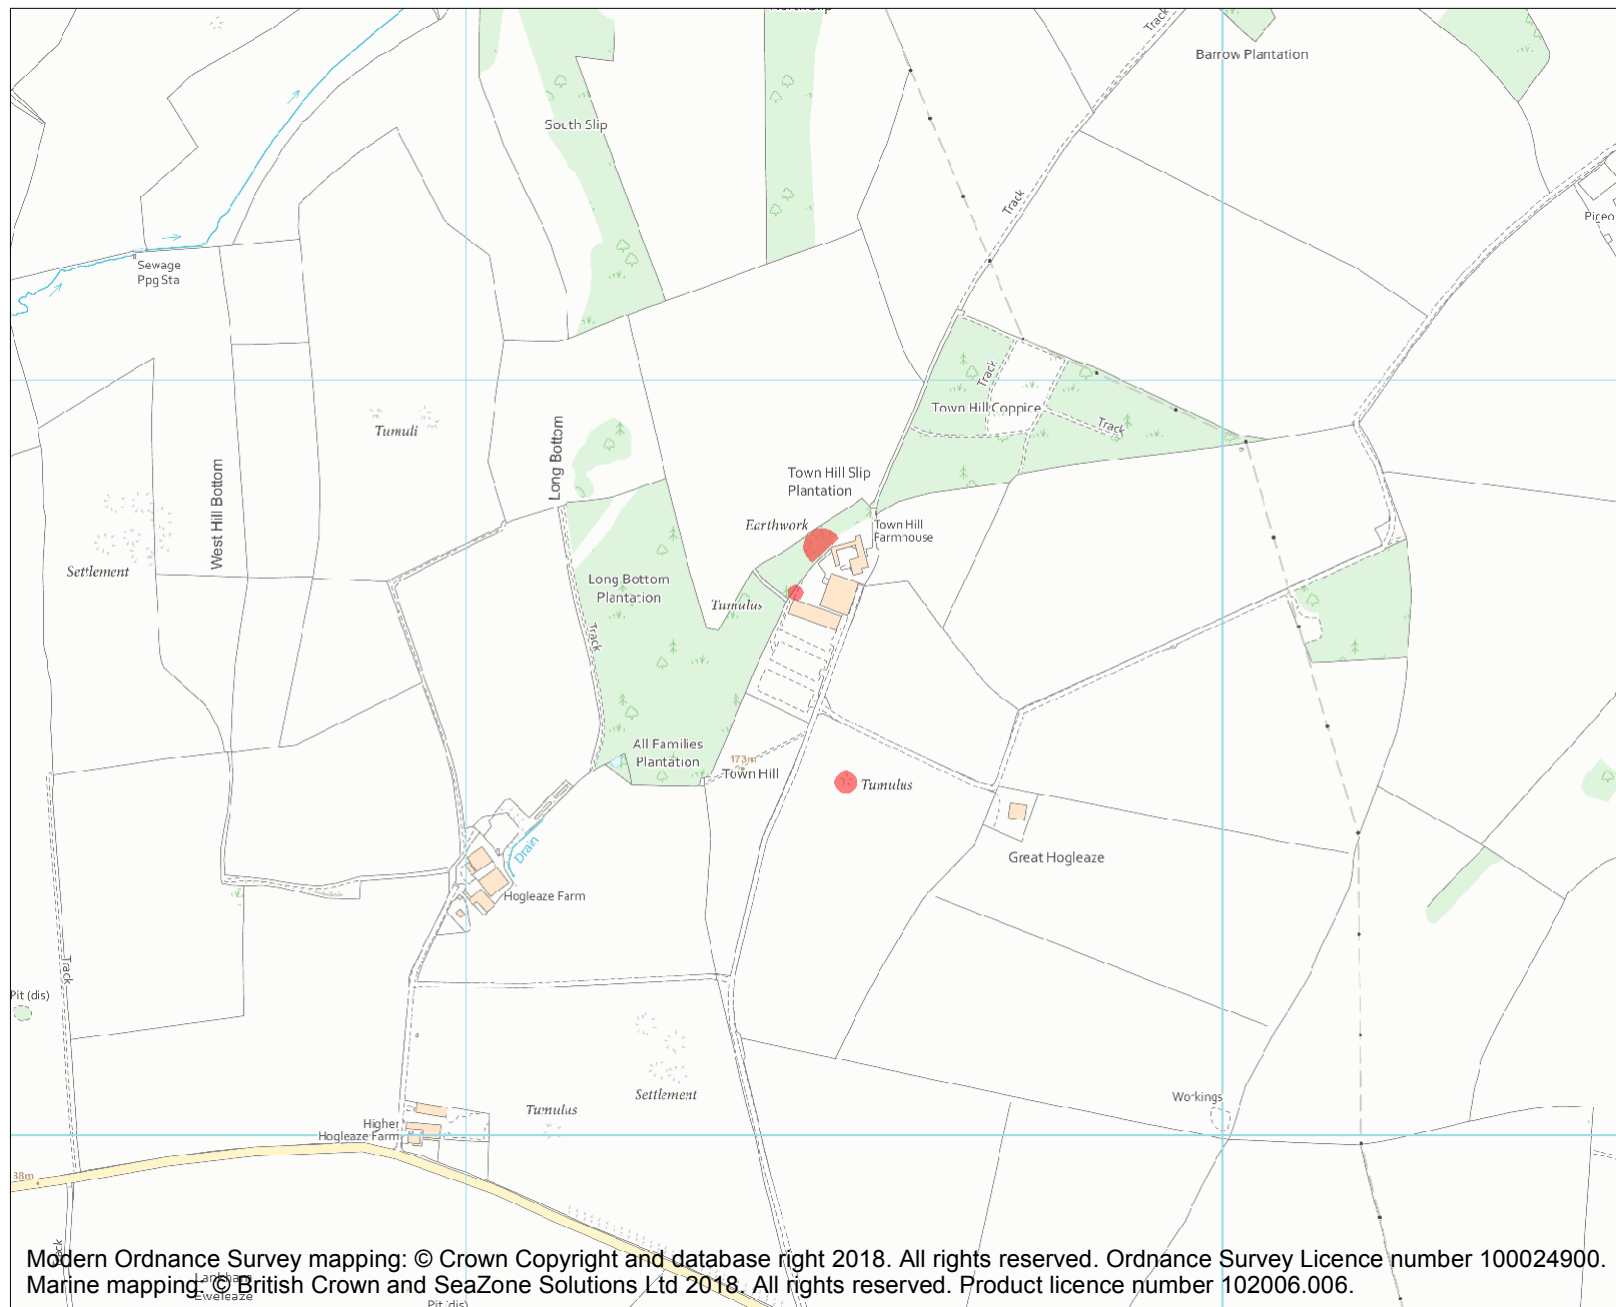 Track
Barrow Plantation
South Slip
Track
Sewage
Ppg Sta
Track
Town Hill Coppice
Track
Tumuli
Long Bottom
West Hill Bottom
Town Hill Slip
Plantation
Earthwork
Town Hill
Farmhouse
Settlement
Long Bottom
Plantation
Tumulus
Track
All Families
Plantation
173m
Town Hill
Tumulus
Great Hogleaze
Drain
Hogleaze Farm
Track
Pit (dis)
Settlement
Tumulus
Workings
Higher
Hogleaze Farm
Modern Ordnance Survey mapping: © Crown Copyright and database right 2018. All rights reserved. Ordnance Survey Licence number 100024900.
Marine mapping: © British Crown and SeaZone Solutions Ltd 2018. All rights reserved. Product licence number 102006.006.
Pit (dis)